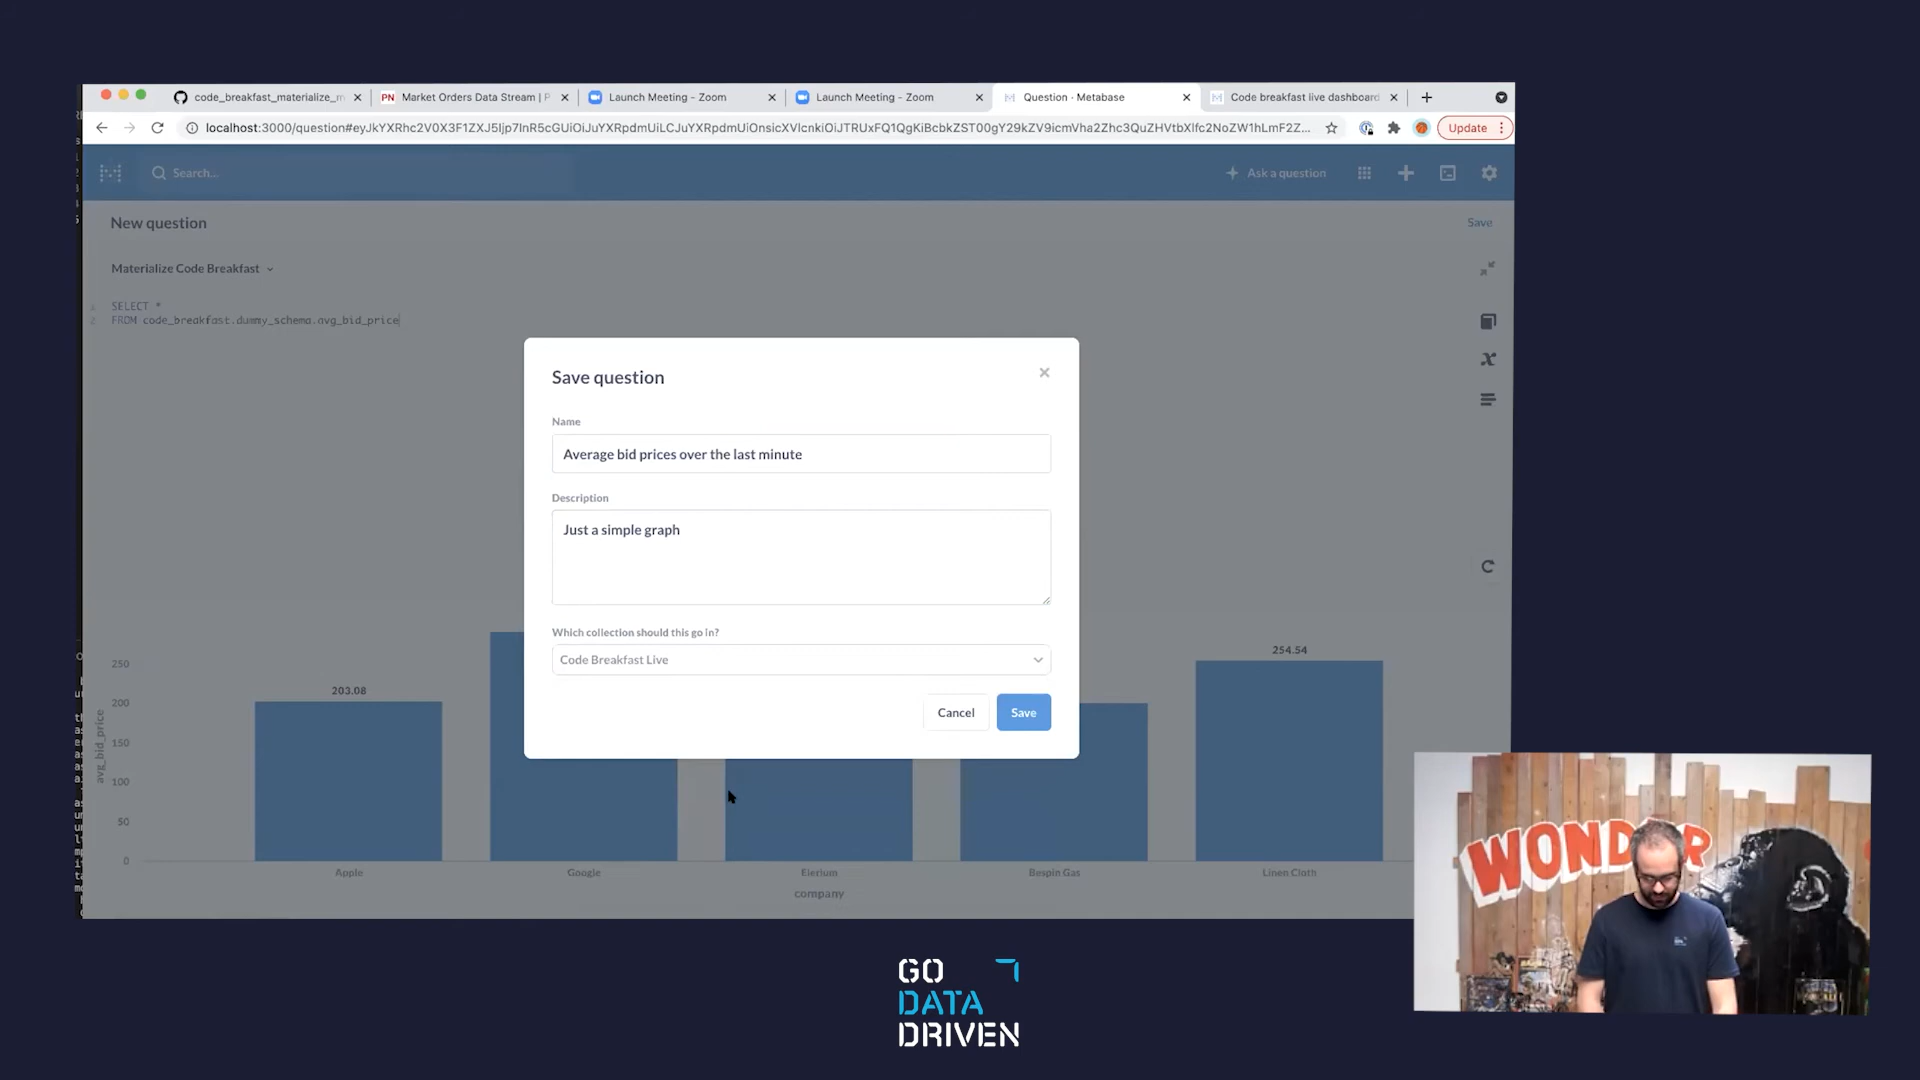 code_breakfast_materialize_m
Market Orders Data Stream | P
Launch Meeting - Zoom
Launch Meeting - Zoom
Question · Metabase
Code breakfast live dashboard
Update
Search...
Ask a question
New question
Save
Materialize Code Breakfast
1 SELECT *
2 FROM code_breakfast.dummy_schema.avg_bid_price
Save question
Name
Average bid prices over the last minute
Description
Just a simple graph
Which collection should this go in?
Code Breakfast Live
Cancel
Save
avg_bid_price
250
200
150
100
50
0
203.08
254.54
Apple
Google
Elerium
Bespin Gas
Linen Cloth
company
WONDER
GO
DATA
DRIVEN